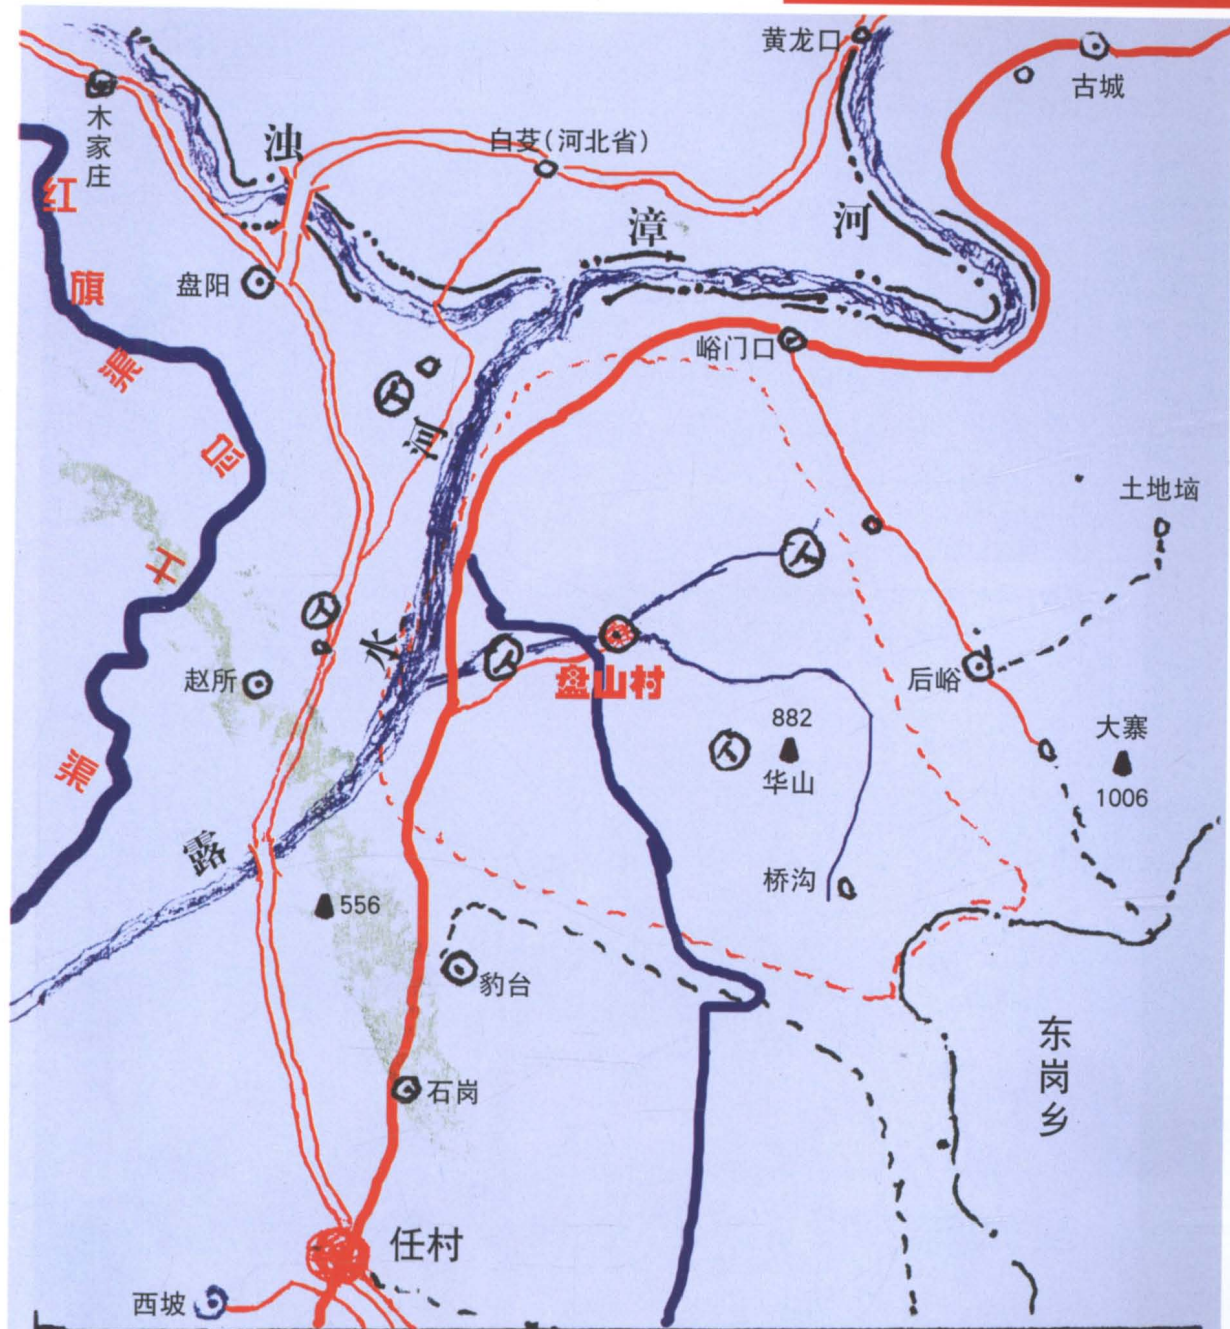 黄龙口
古城
木家庄
浊
白芟(河北省)
漳
河
红
旗
渠
总
干
渠
盘阳
峪门口
河
土地垴
水
赵所
盘山村
后峪
882
华山
大寨
1006
露
桥沟
556
豹台
东岗乡
石岗
任村
西坡